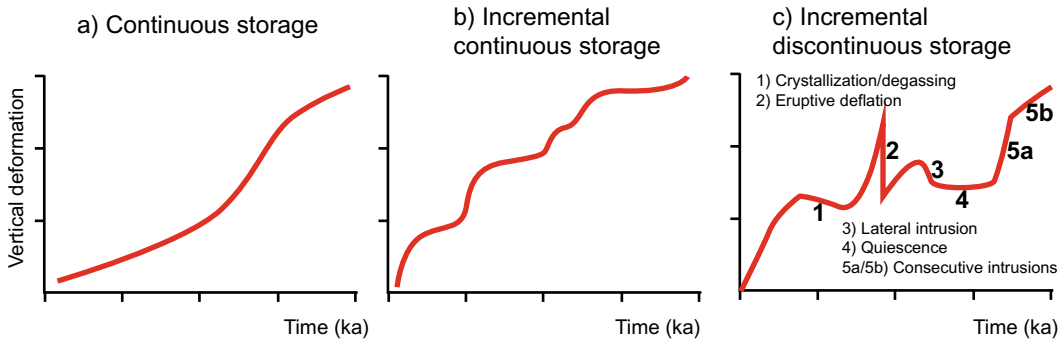 a) Continuous storage
Vertical deformation
Time (ka)
b) Incremental
continuous storage
Time (ka)
c) Incremental
discontinuous storage
1) Crystallization/degassing
2) Eruptive deflation
1
2
3
4
5a
5b
3) Lateral intrusion
4) Quiescence
5a/5b) Consecutive intrusions
Time (ka)